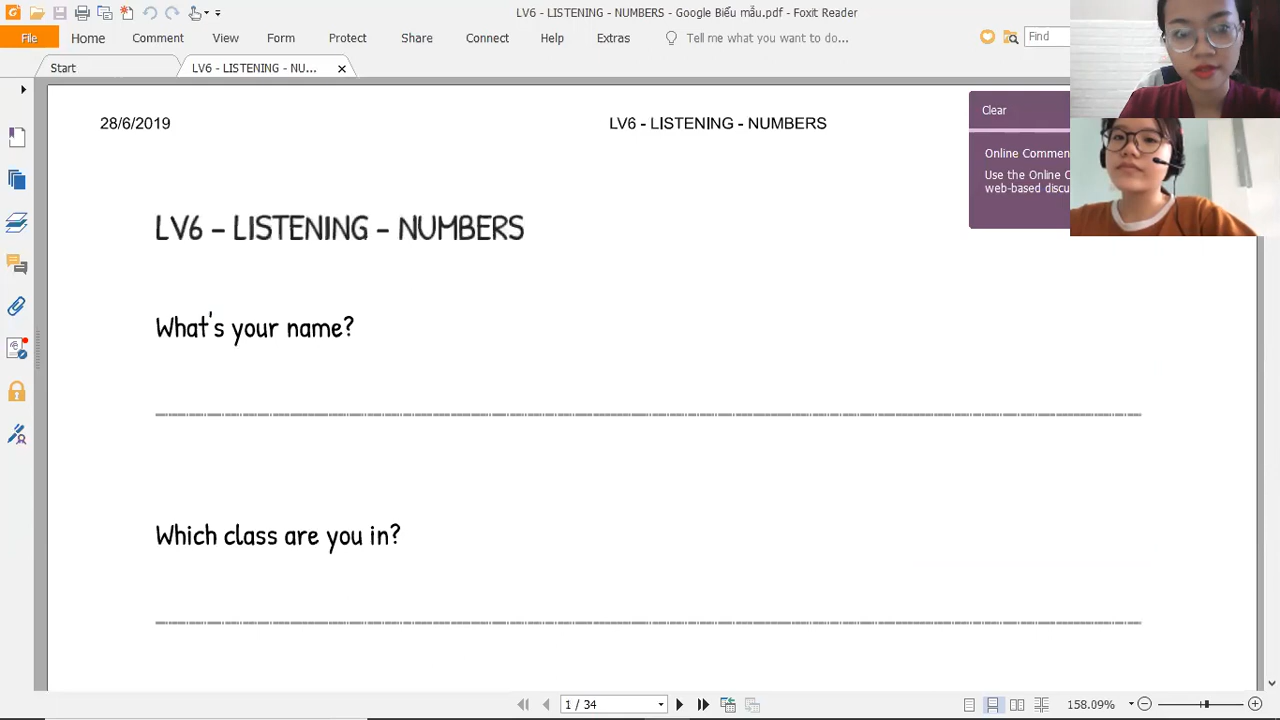 LV6 - LISTENING - NUMBERS - Google Biểu mẫu.pdf - Foxit Reader
File Home Comment View Form Protect Share Connect Help Extras Tell me what you want to do... Find
Start LV6 - LISTENING - NU...
28/6/2019 LV6 - LISTENING - NUMBERS
Clear
Online Commen
Use the Online C
web-based discu
LV6 - LISTENING - NUMBERS
What's your name?
Which class are you in?
1 / 34 158.09%